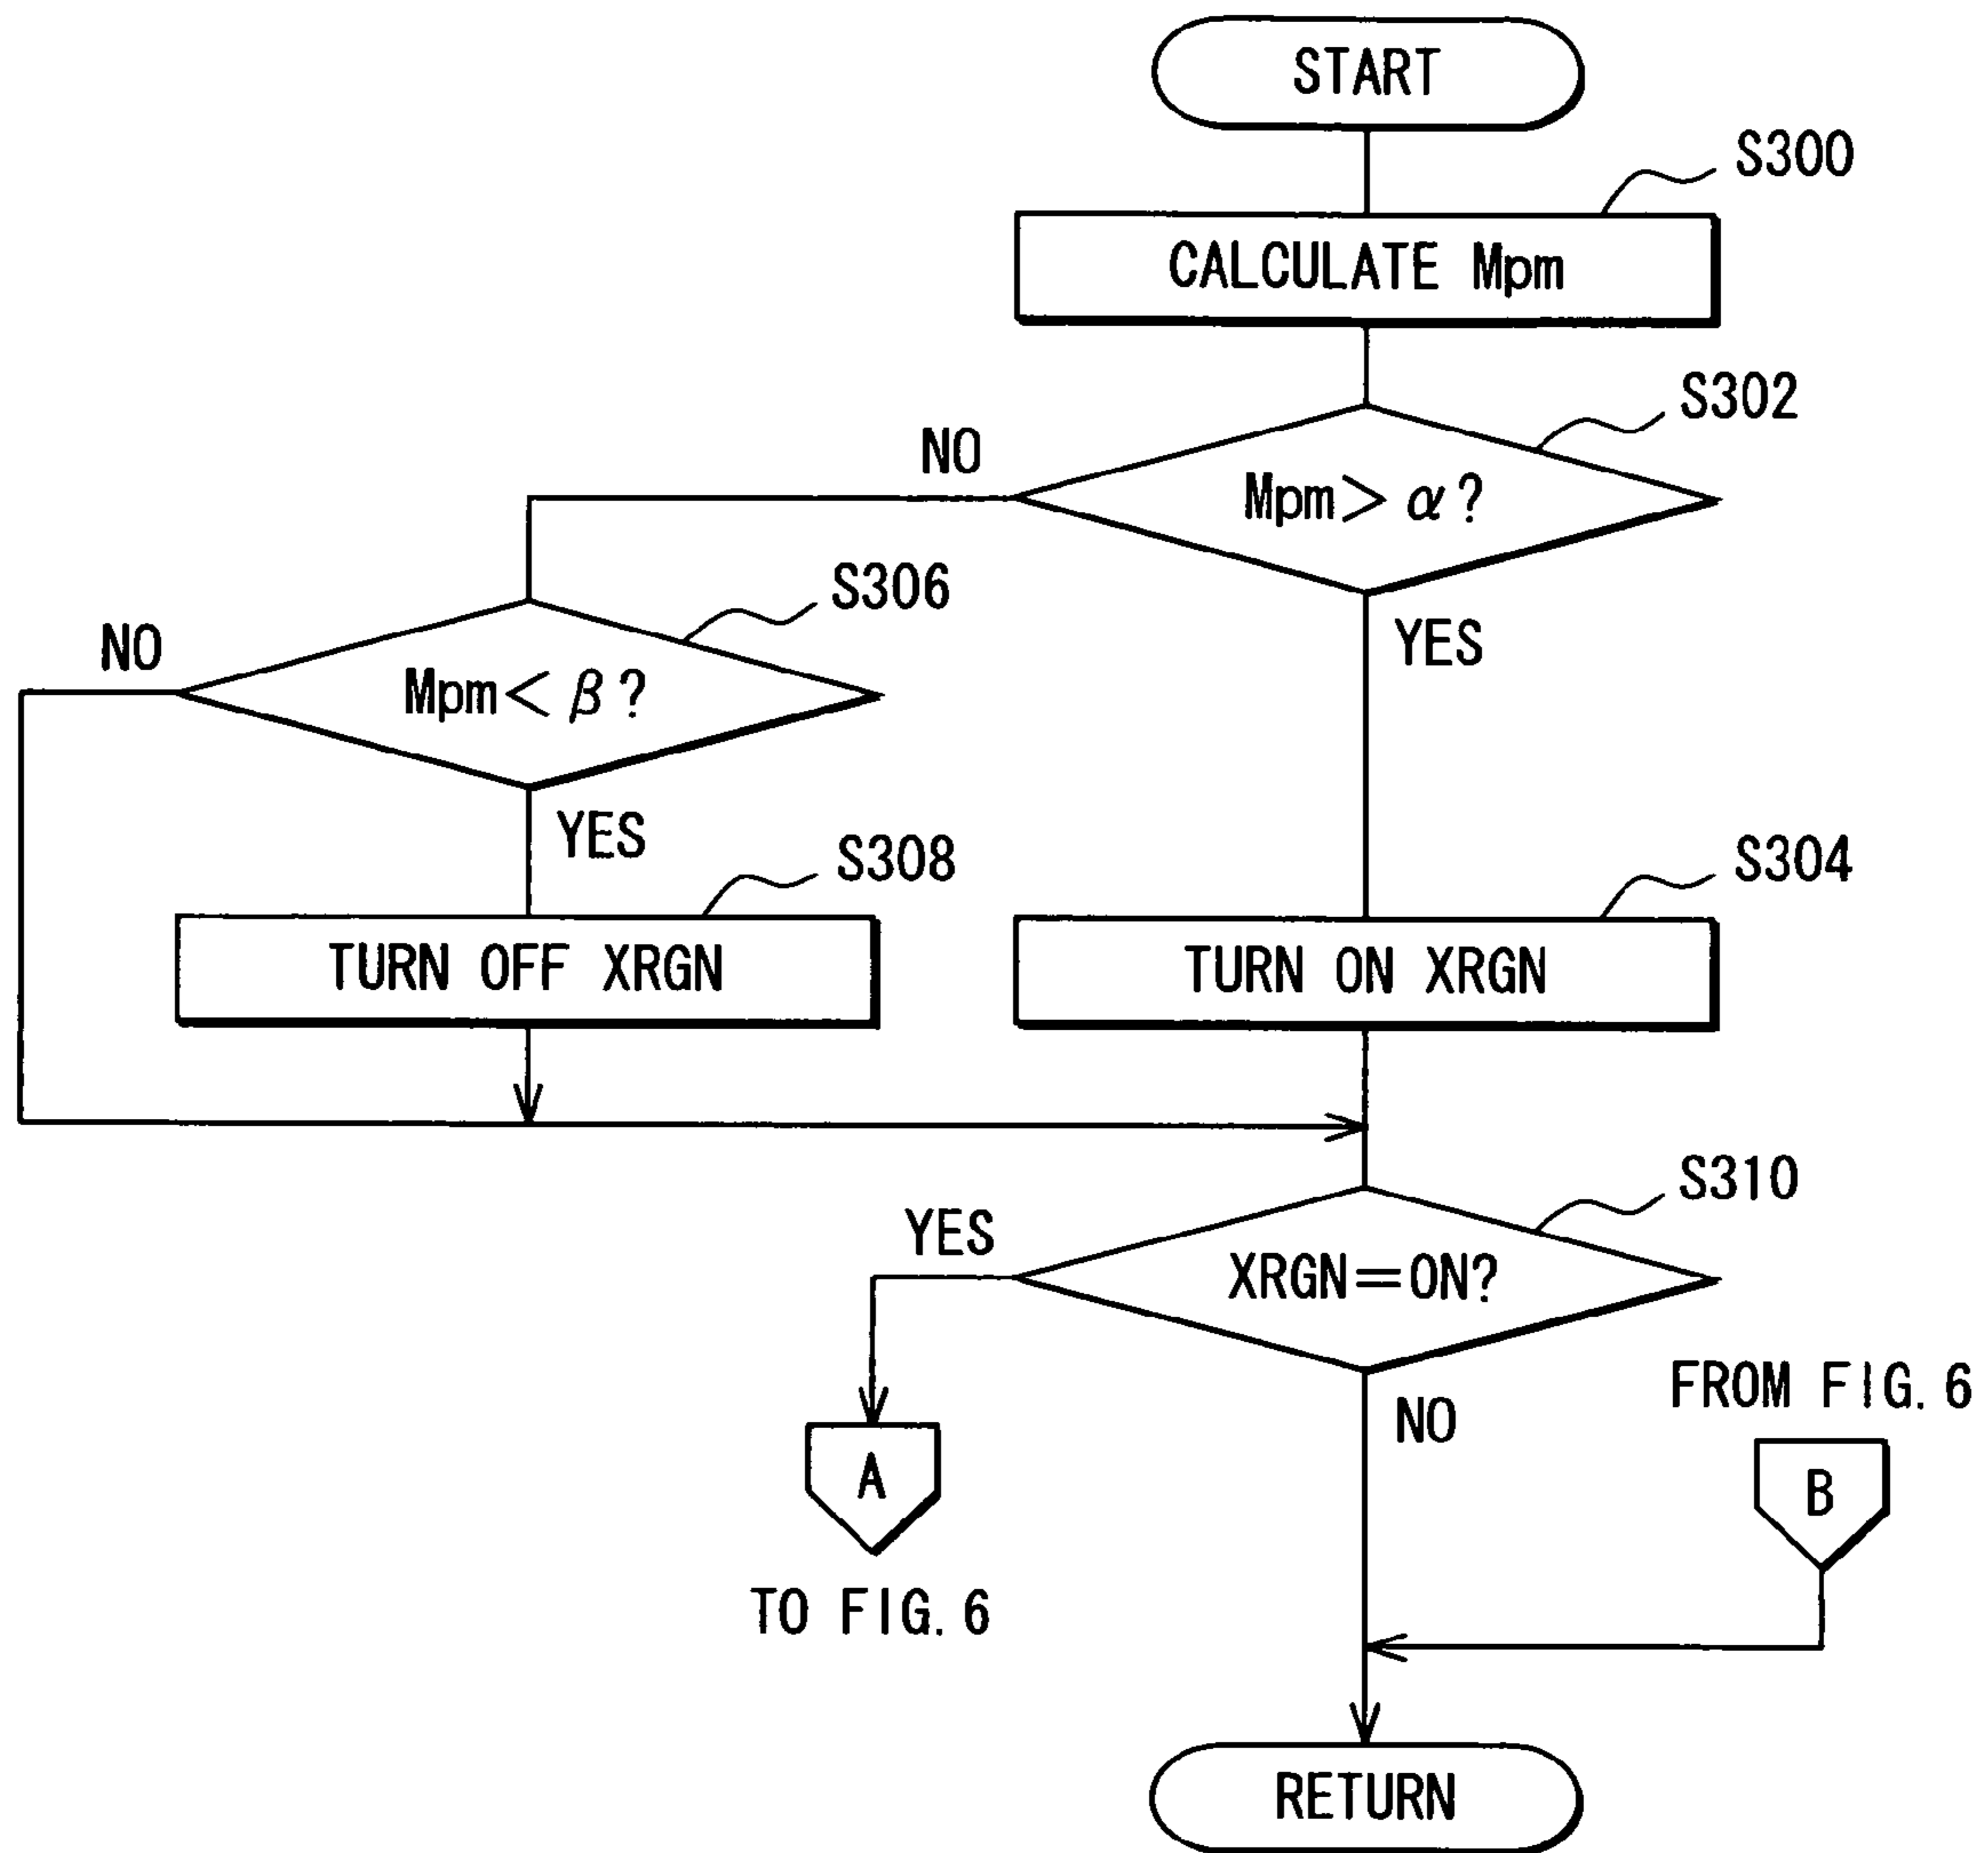 START
S300
CALCULATE Mpm
S302
NO
Mpm> α?
YES
S306
NO
Mpm< β?
YES
S308
S304
TURN OFF XRGN
TURN ON XRGN
S310
YES
XRGN=ON?
NO
FROM FIG. 6
A
B
TO FIG. 6
RETURN